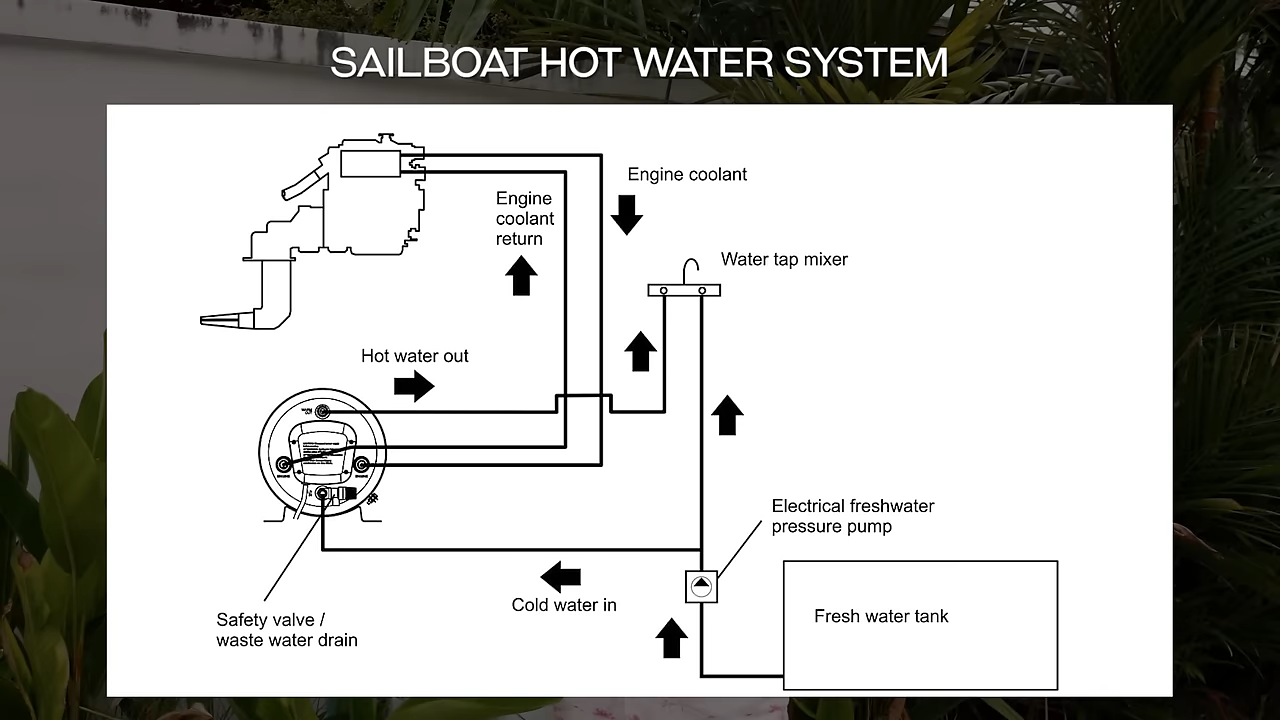 SAILBOAT HOT WATER SYSTEM
Engine coolant
Engine
coolant
return
Water tap mixer
Hot water out
Electrical freshwater
pressure pump
Cold water in
Fresh water tank
Safety valve /
waste water drain